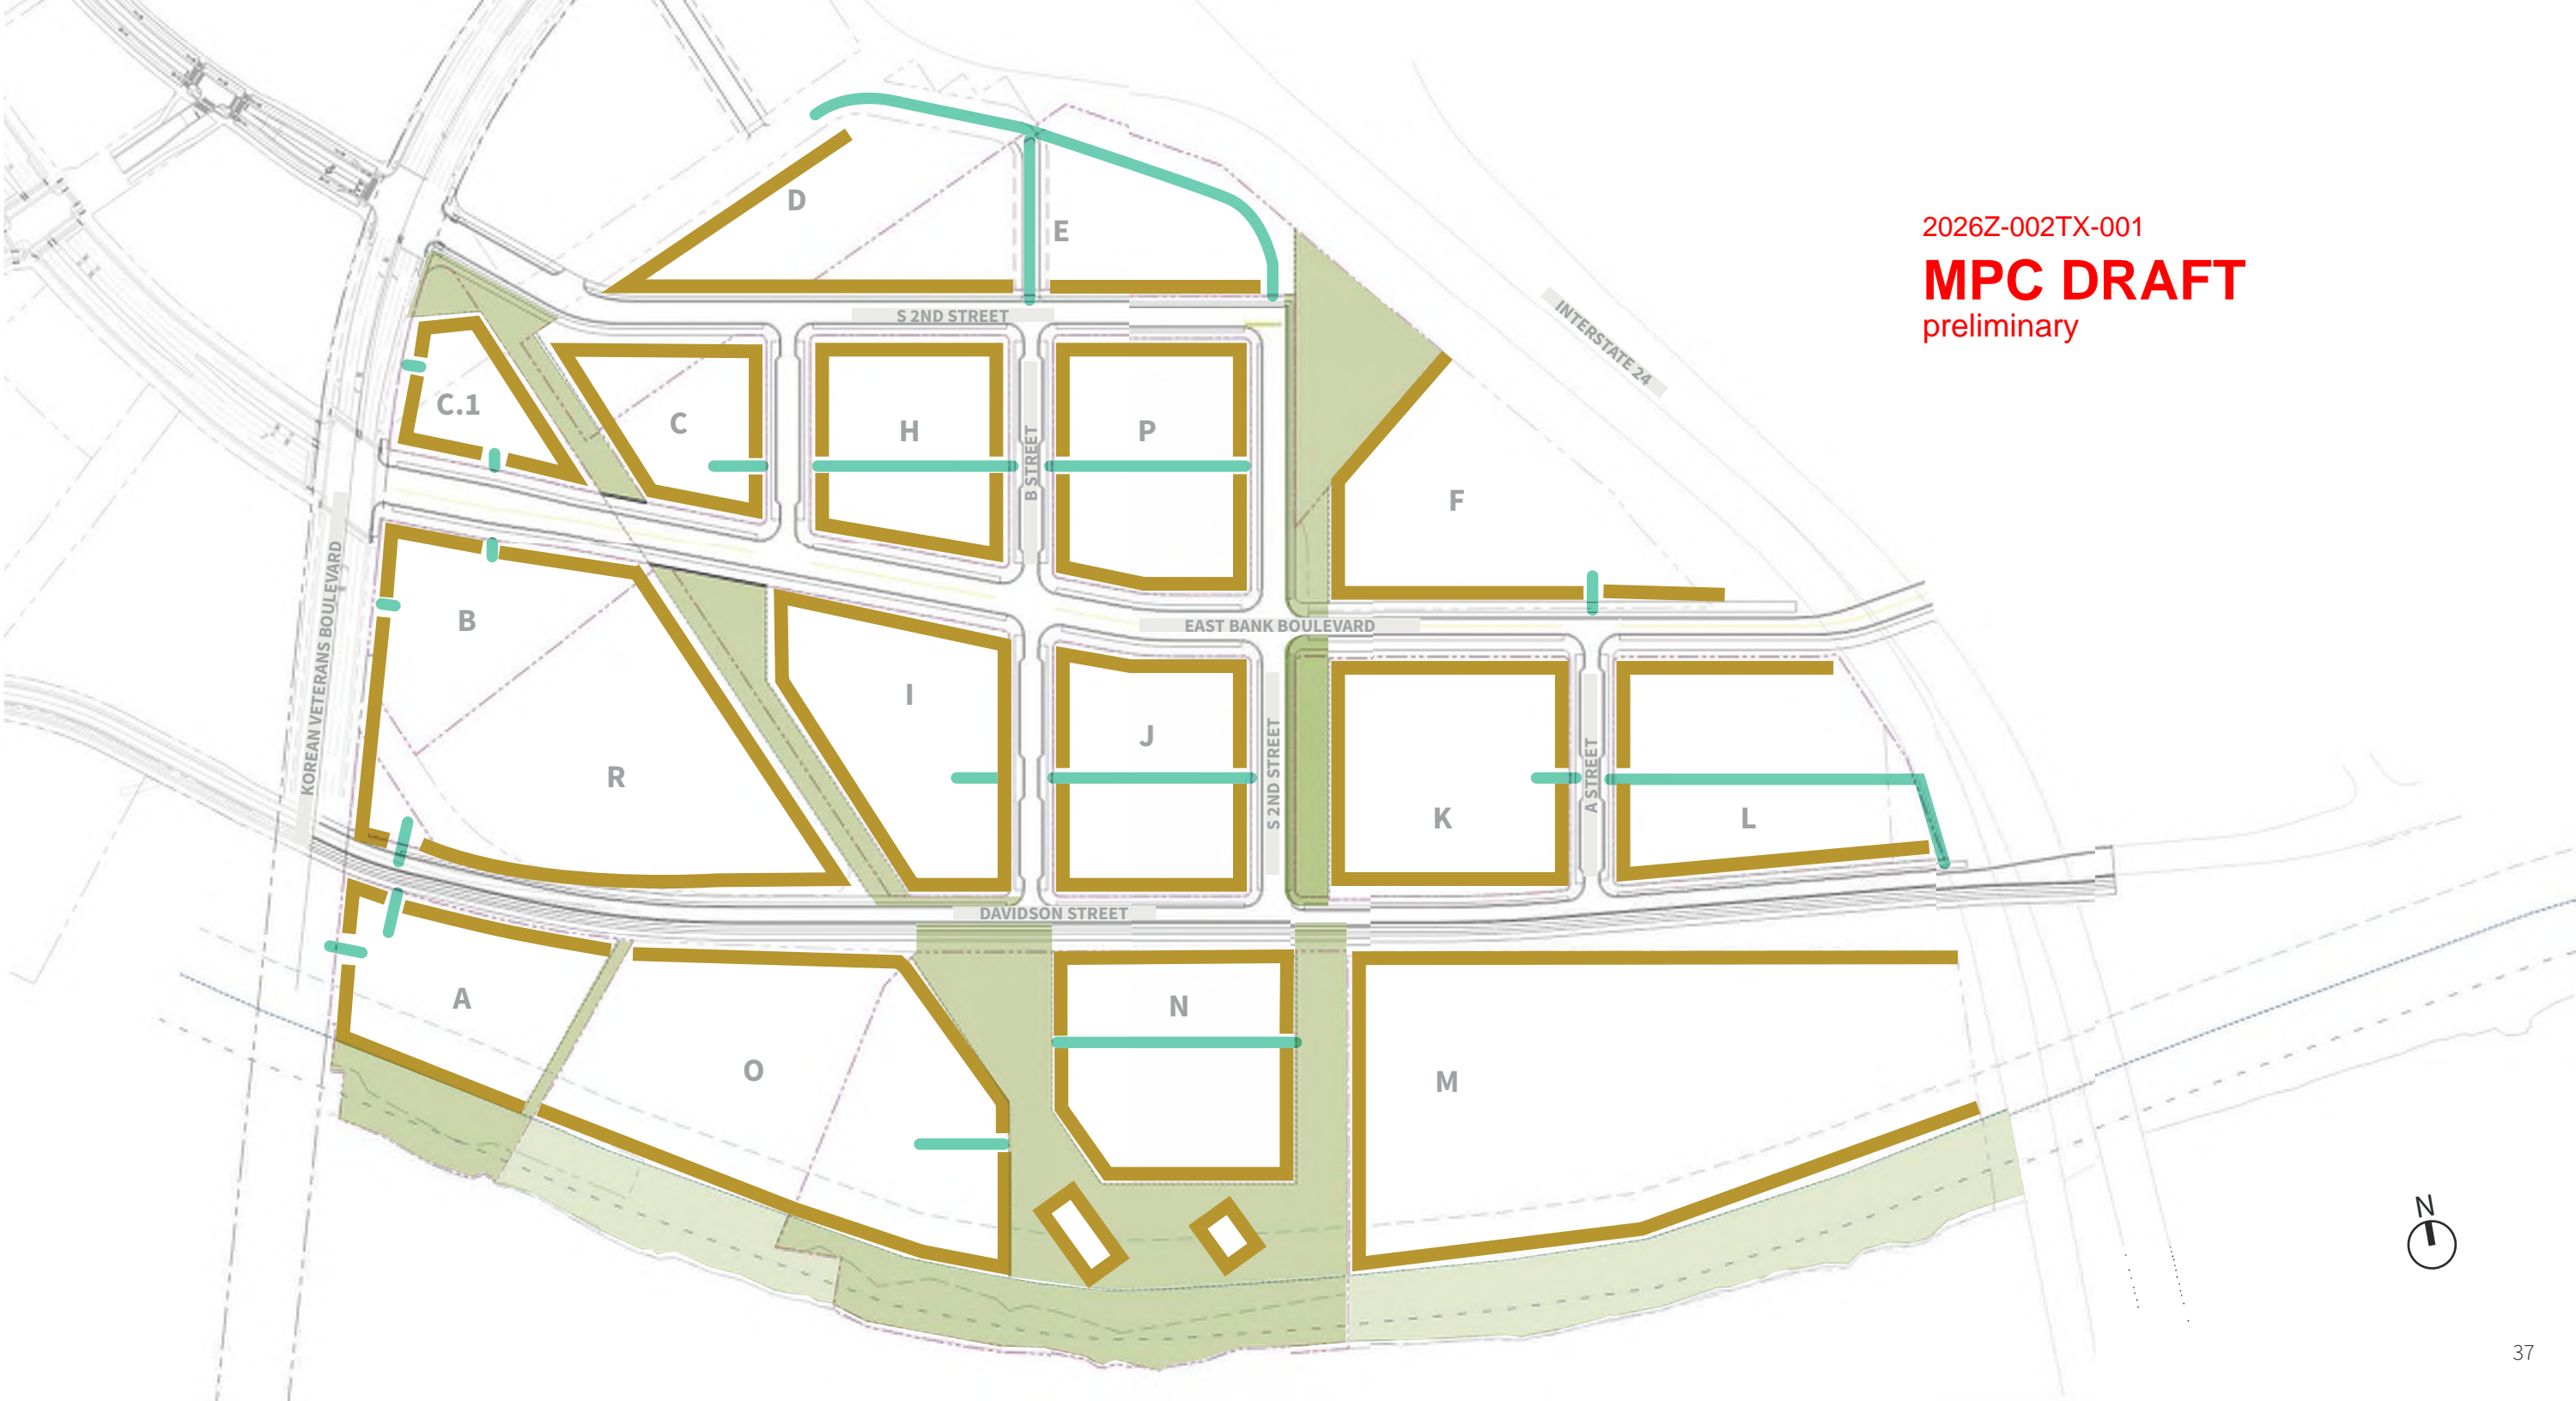 2026Z-002TX-001
MPC DRAFT
preliminary
D
E
S 2ND STREET
INTERSTATE 24
C.1
C
H
P
B STREET
F
KOREAN VETERANS BOULEVARD
B
EAST BANK BOULEVARD
I
J
R
S 2ND STREET
K
A STREET
L
DAVIDSON STREET
A
N
O
M
N
37